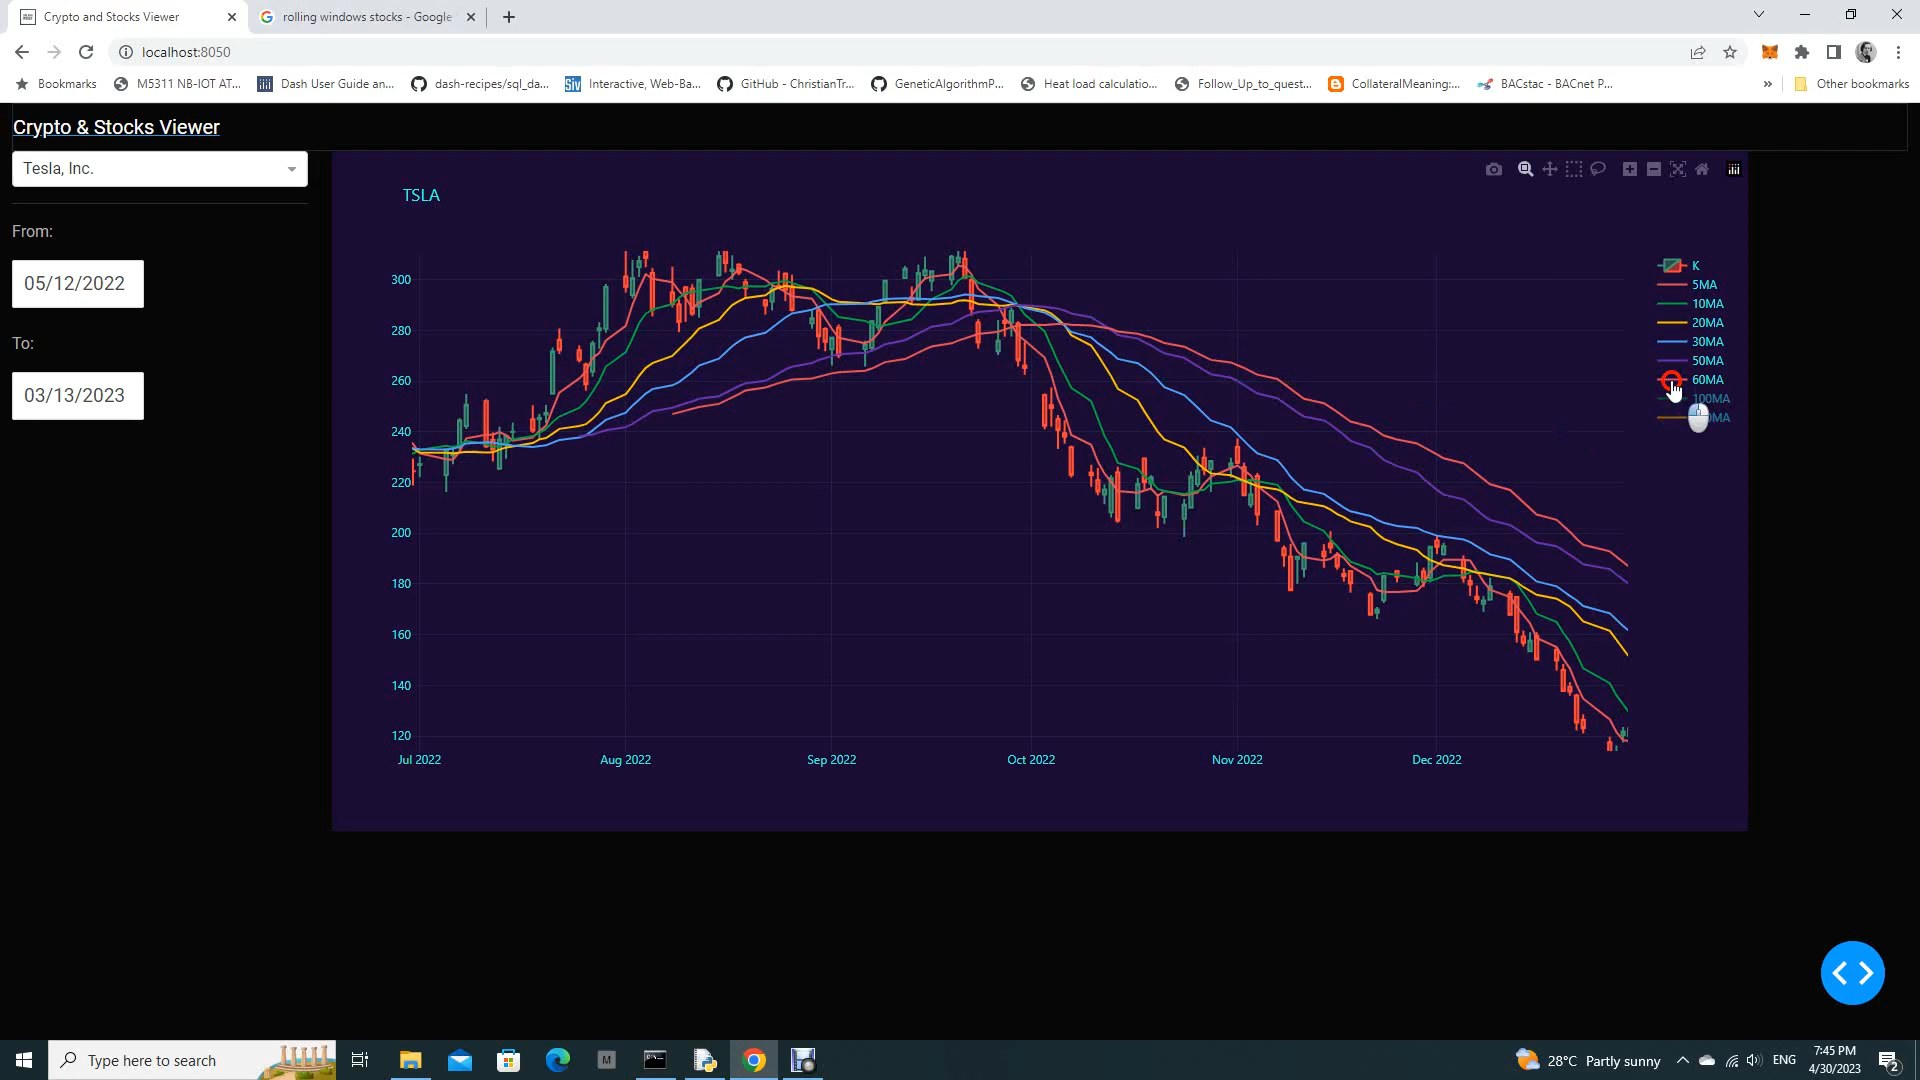 Crypto and Stocks Viewer
rolling windows stocks - Google
localhost:8050
Bookmarks
M5311 NB-IOT AT...
Dash User Guide an...
dash-recipes/sql_da...
Siv
Interactive, Web-Ba...
GitHub - ChristianTr...
GeneticAlgorithmP...
Heat load calculatio...
Follow_Up_to_quest...
CollateralMeaning:...
BACstac - BACnet P...
»
Other bookmarks
Crypto & Stocks Viewer
Tesla, Inc.
From:
05/12/2022
To:
03/13/2023
TSLA
300
280
260
240
220
200
180
160
140
120
Jul 2022
Aug 2022
Sep 2022
Oct 2022
Nov 2022
Dec 2022
K
5MA
10MA
20MA
30MA
50MA
60MA
100MA
Type here to search
M
28°C Partly sunny
ENG
7:45 PM
4/30/2023
2